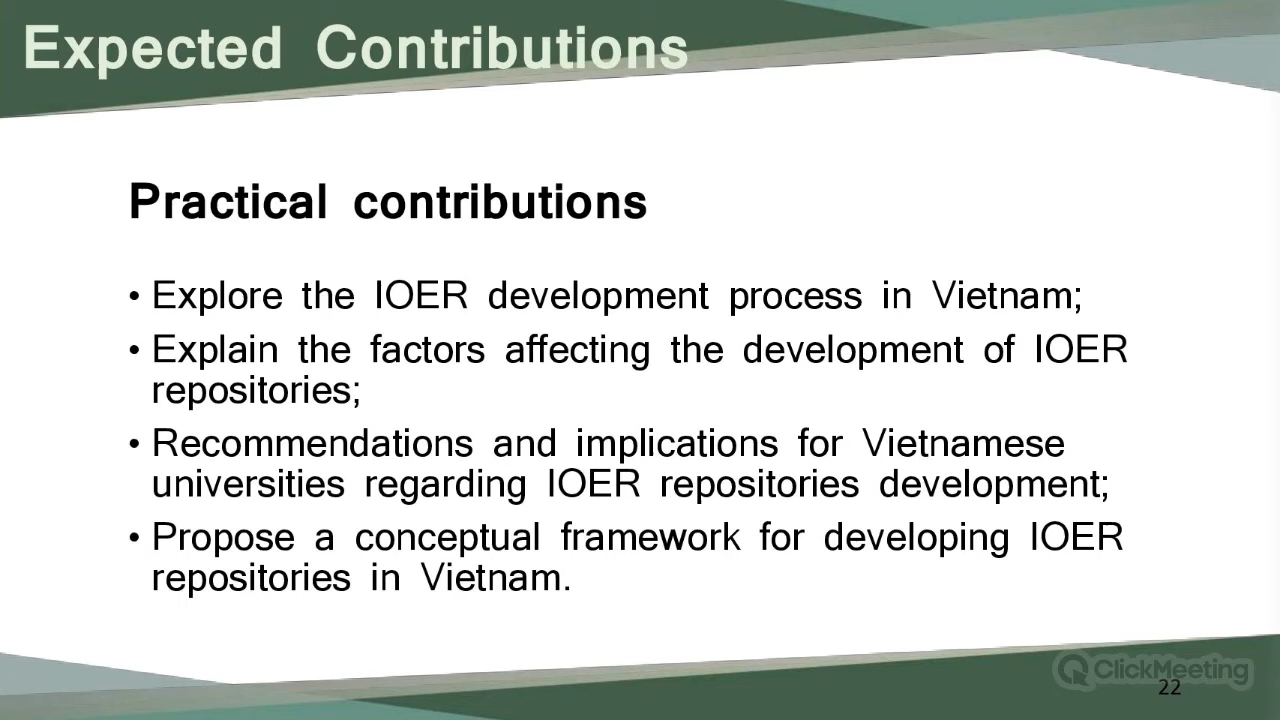 Expected Contributions
Practical contributions
• Explore the IOER development process in Vietnam;
• Explain the factors affecting the development of IOER
repositories;
• Recommendations and implications for Vietnamese
universities regarding IOER repositories development;
• Propose a conceptual framework for developing IOER
repositories in Vietnam.
ClickMeeting
22